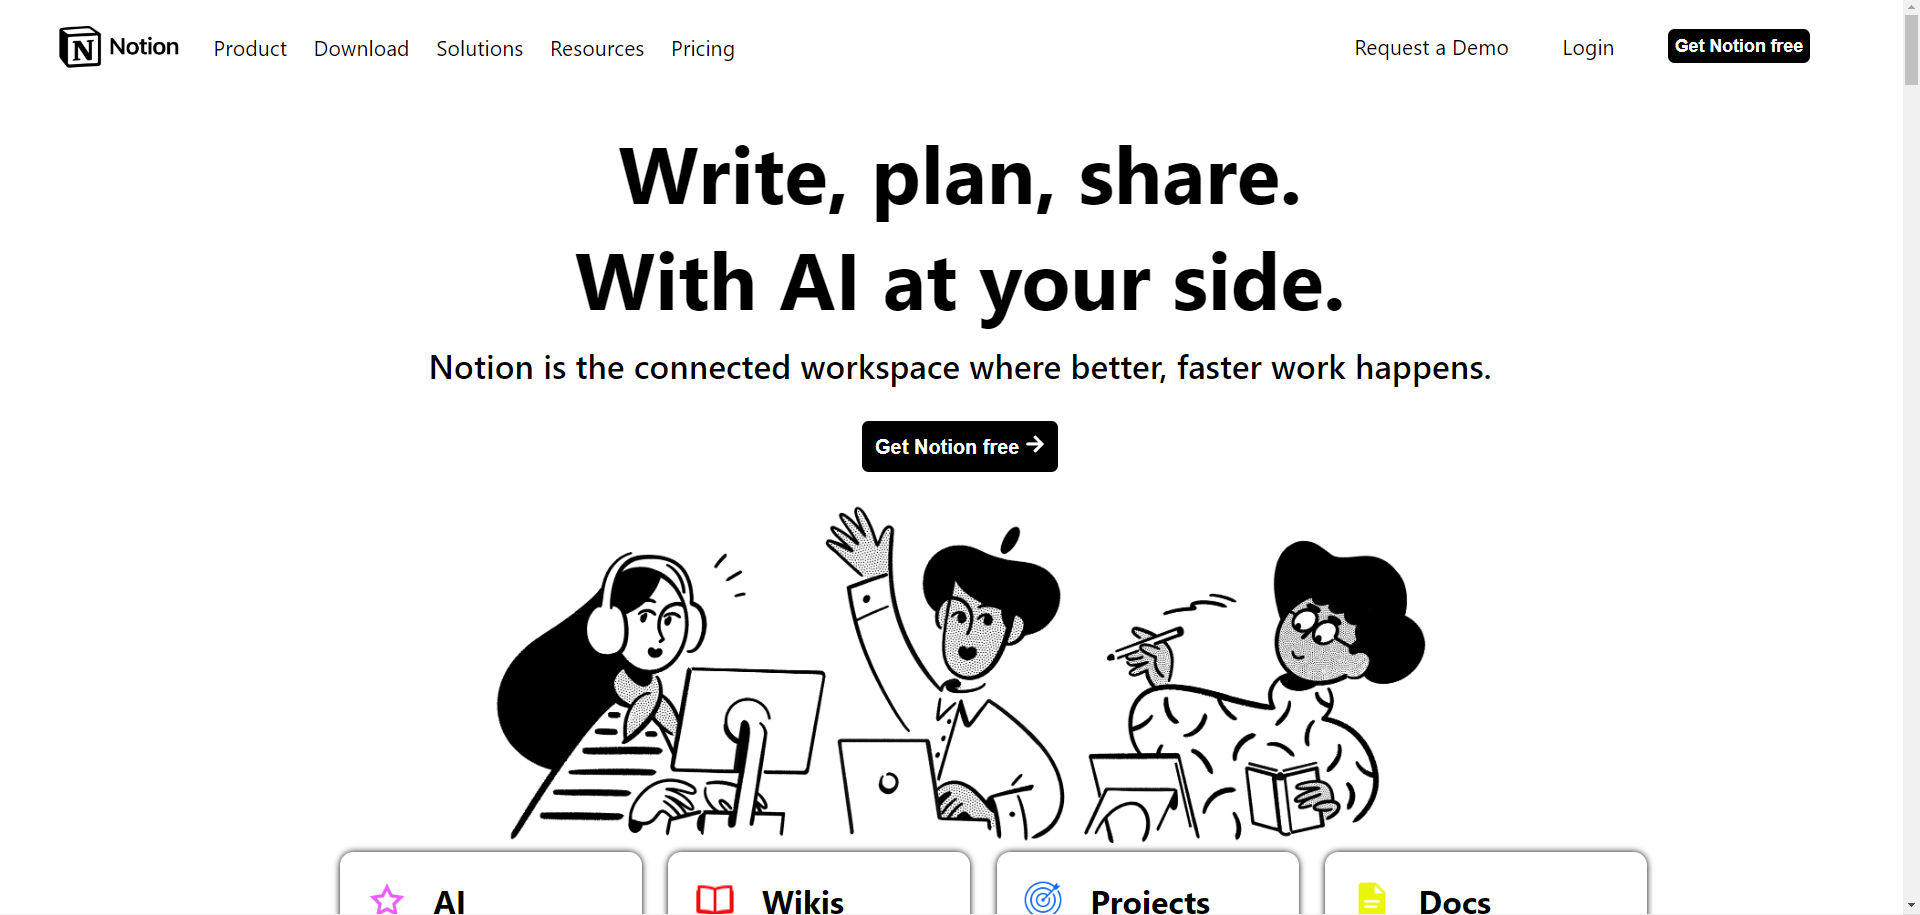 Notion Product Download Solutions Resources Pricing Request a Demo Login Get Notion free
Write, plan, share.
With AI at your side.
Notion is the connected workspace where better, faster work happens.
Get Notion free →
AI Wikis Projects Docs